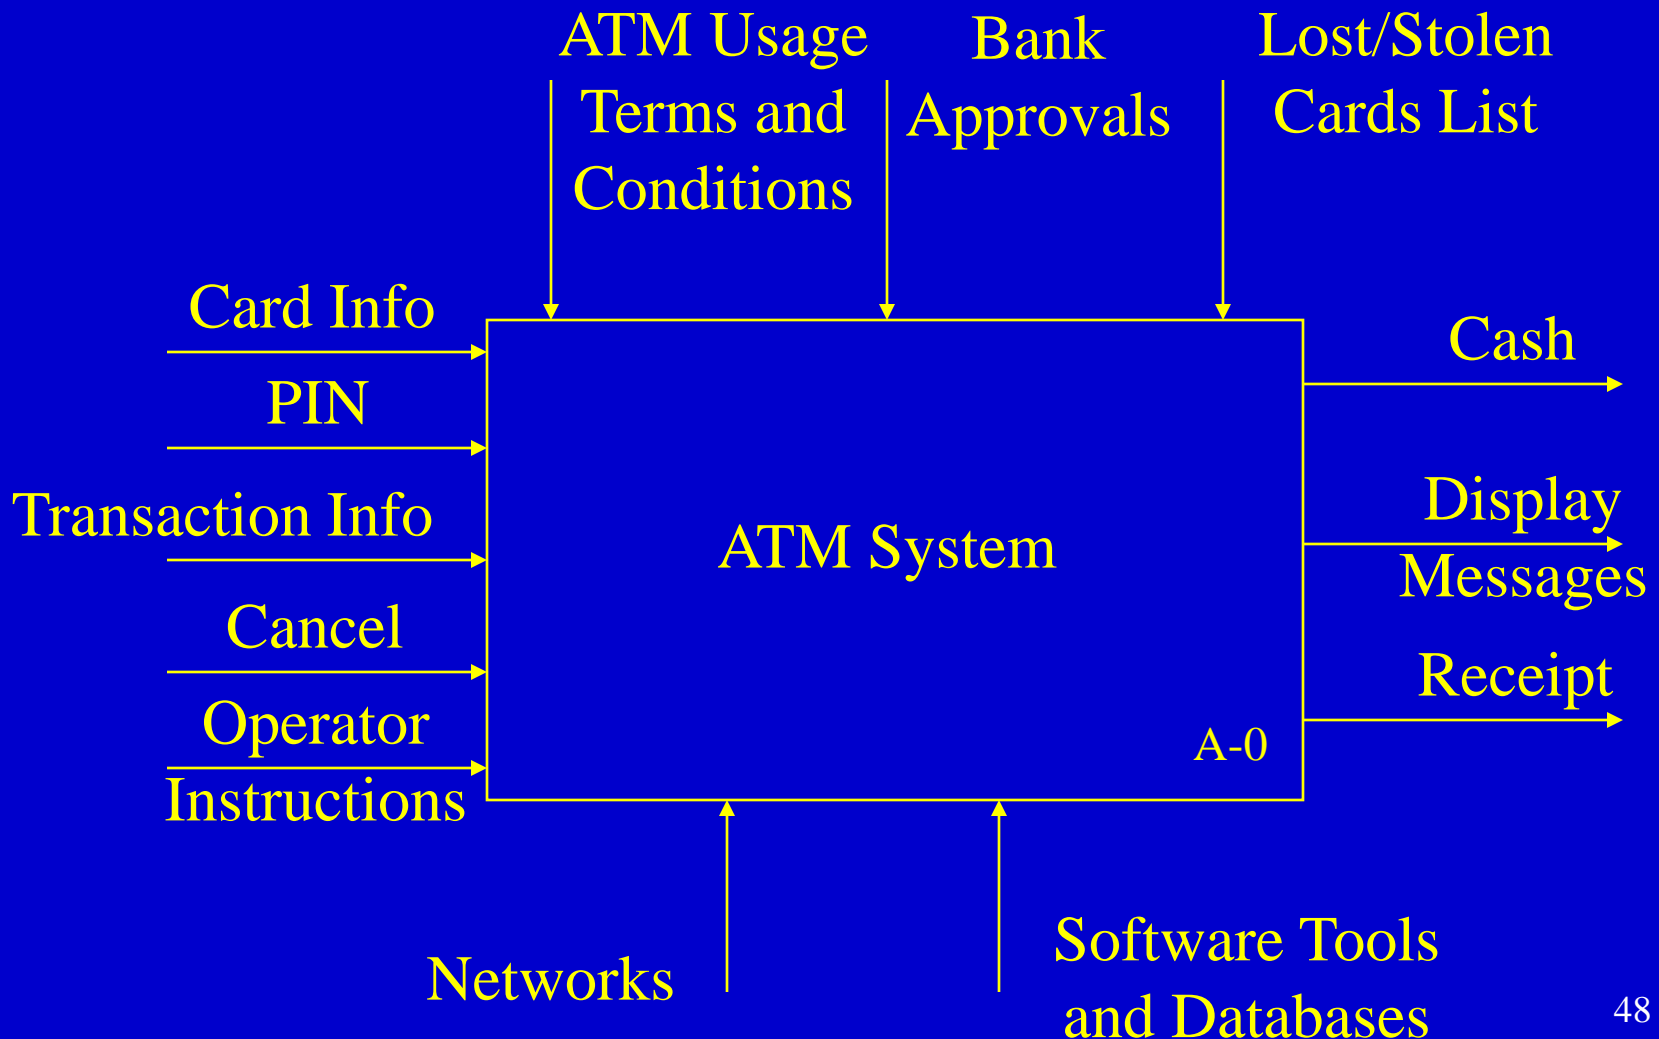 ATM Usage
Terms and
Conditions
Bank
Approvals
Lost/Stolen
Cards List
Card Info
PIN
Transaction Info
Cancel
Operator
Instructions
ATM System
A-0
Cash
Display
Messages
Receipt
Networks
Software Tools
and Databases
48